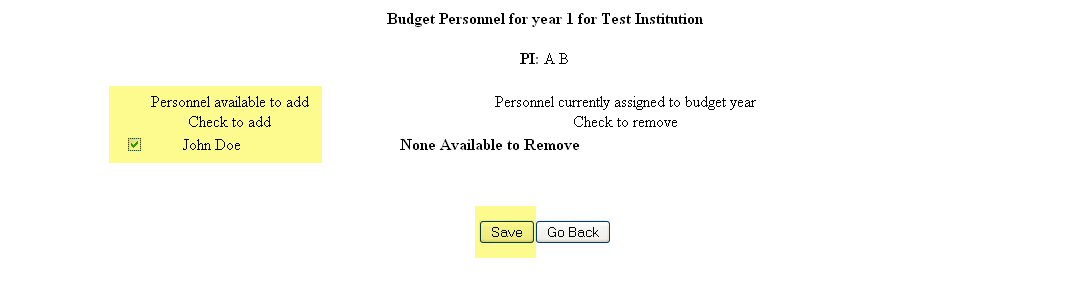 Budget Personnel for year 1 for Test Institution
PI: A B
Personnel available to add
Check to add
John Doe
Personnel currently assigned to budget year
Check to remove
None Available to Remove
Save
Go Back